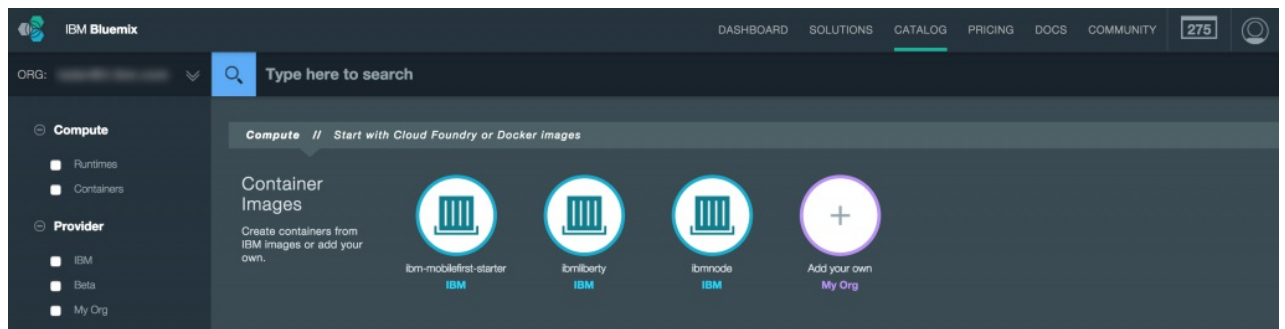 IBM Bluemix
DASHBOARD SOLUTIONS CATALOG PRICING DOCS COMMUNITY 275
ORG:
Type here to search
Compute
Runtimes
Containers
Provider
IBM
Beta
My Org
Compute // Start with Cloud Foundry or Docker images
Container
Images
Create containers from
IBM images or add your
own.
ibm-mobilefirst-starter
IBM
ibmliberty
IBM
ibmnode
IBM
Add your own
My Org